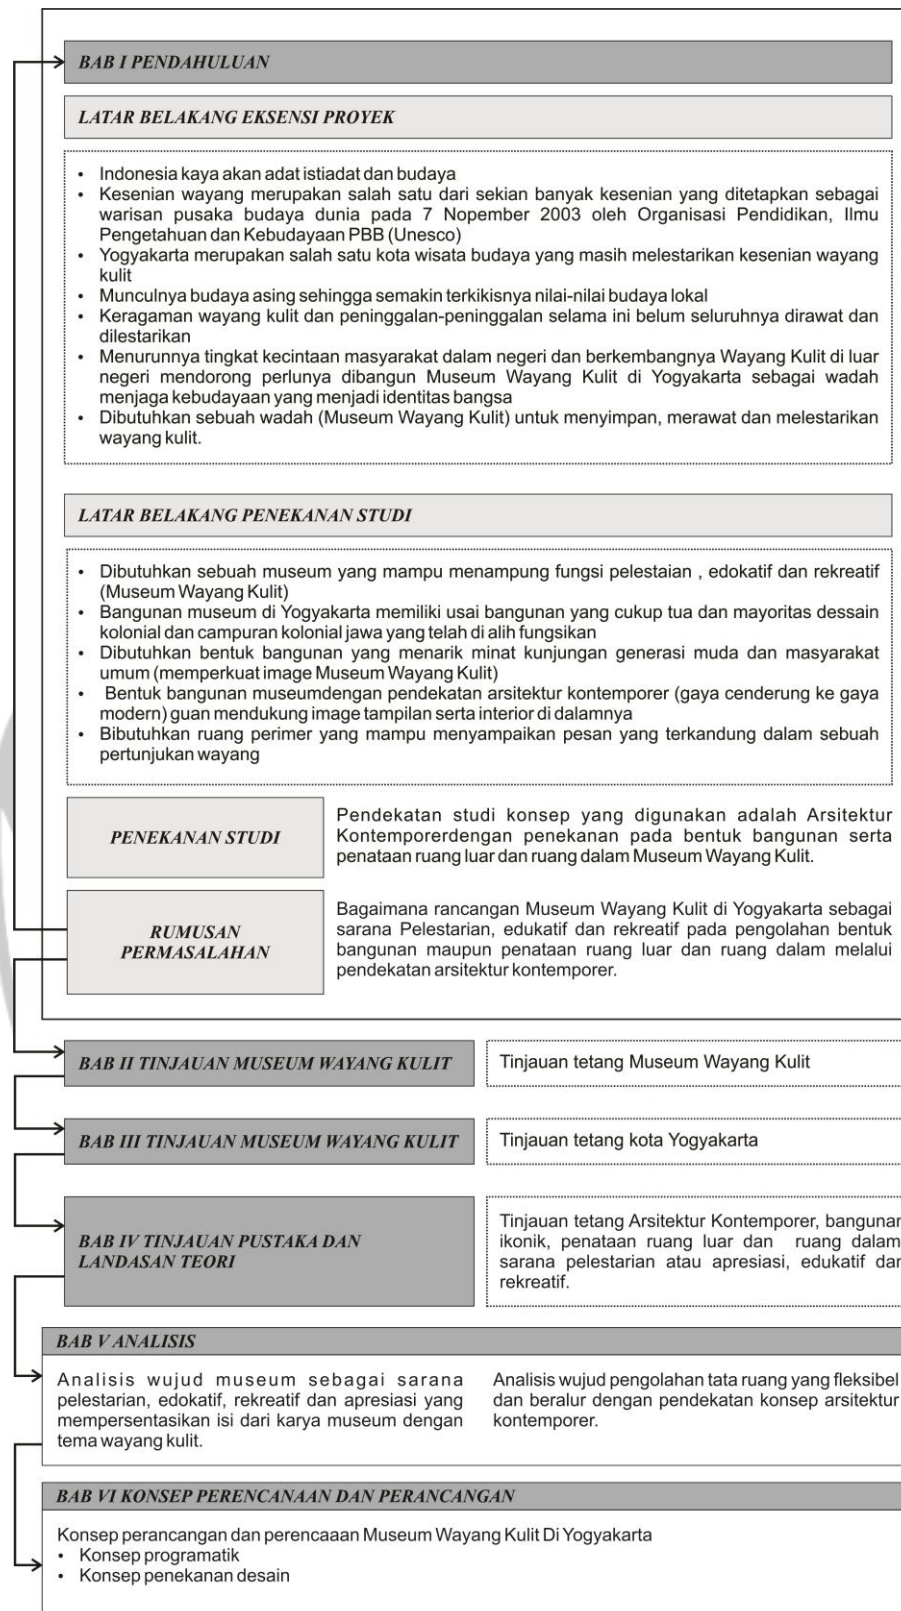 BAB I PENDAHULUAN
LATAR BELAKANG EKSENSI PROYEK
• Indonesia kaya akan adat istiadat dan budaya
• Kesenian wayang merupakan salah satu dari sekian banyak kesenian yang ditetapkan sebagai
warisan pusaka budaya dunia pada 7 Nopember 2003 oleh Organisasi Pendidikan, Ilmu
Pengetahuan dan Kebudayaan PBB (Unesco)
• Yogyakarta merupakan salah satu kota wisata budaya yang masih melestarikan kesenian wayang
kulit
• Munculnya budaya asing sehingga semakin terkikisnya nilai-nilai budaya lokal
• Keragaman wayang kulit dan peninggalan-peninggalan selama ini belum seluruhnya dirawat dan
dilestarikan
• Menurunnya tingkat kecintaan masyarakat dalam negeri dan berkembangnya Wayang Kulit di luar
negeri mendorong perlunya dibangun Museum Wayang Kulit di Yogyakarta sebagai wadah
menjaga kebudayaan yang menjadi identitas bangsa
• Dibutuhkan sebuah wadah (Museum Wayang Kulit) untuk menyimpan, merawat dan melestarikan
wayang kulit.
LATAR BELAKANG PENEKANAN STUDI
• Dibutuhkan sebuah museum yang mampu menampung fungsi pelestaian , edokatif dan rekreatif
(Museum Wayang Kulit)
• Bangunan museum di Yogyakarta memiliki usai bangunan yang cukup tua dan mayoritas dessain
kolonial dan campuran kolonial jawa yang telah di alih fungsikan
• Dibutuhkan bentuk bangunan yang menarik minat kunjungan generasi muda dan masyarakat
umum (memperkuat image Museum Wayang Kulit)
• Bentuk bangunan museumdengan pendekatan arsitektur kontemporer (gaya cenderung ke gaya
modern) guan mendukung image tampilan serta interior di dalamnya
• Bibutuhkan ruang perimer yang mampu menyampaikan pesan yang terkandung dalam sebuah
pertunjukan wayang
PENEKANAN STUDI
Pendekatan studi konsep yang digunakan adalah Arsitektur
Kontemporerdengan penekanan pada bentuk bangunan serta
penataan ruang luar dan ruang dalam Museum Wayang Kulit.
RUMUSAN
PERMASALAHAN
Bagaimana rancangan Museum Wayang Kulit di Yogyakarta sebagai
sarana Pelestarian, edukatif dan rekreatif pada pengolahan bentuk
bangunan maupun penataan ruang luar dan ruang dalam melalui
pendekatan arsitektur kontemporer.
BAB II TINJAUAN MUSEUM WAYANG KULIT
Tinjauan tetang Museum Wayang Kulit
BAB III TINJAUAN MUSEUM WAYANG KULIT
Tinjauan tetang kota Yogyakarta
BAB IV TINJAUAN PUSTAKA DAN
LANDASAN TEORI
Tinjauan tetang Arsitektur Kontemporer, bangunan
ikonik, penataan ruang luar dan ruang dalam
sarana pelestarian atau apresiasi, edukatif dan
rekreatif.
BAB V ANALISIS
Analisis wujud museum sebagai sarana
pelestarian, edokatif, rekreatif dan apresiasi yang
mempersentasikan isi dari karya museum dengan
tema wayang kulit.
Analisis wujud pengolahan tata ruang yang fleksibel
dan beralur dengan pendekatan konsep arsitektur
kontemporer.
BAB VI KONSEP PERENCANAAN DAN PERANCANGAN
Konsep perancangan dan perencaaan Museum Wayang Kulit Di Yogyakarta
• Konsep programatik
• Konsep penekanan desain